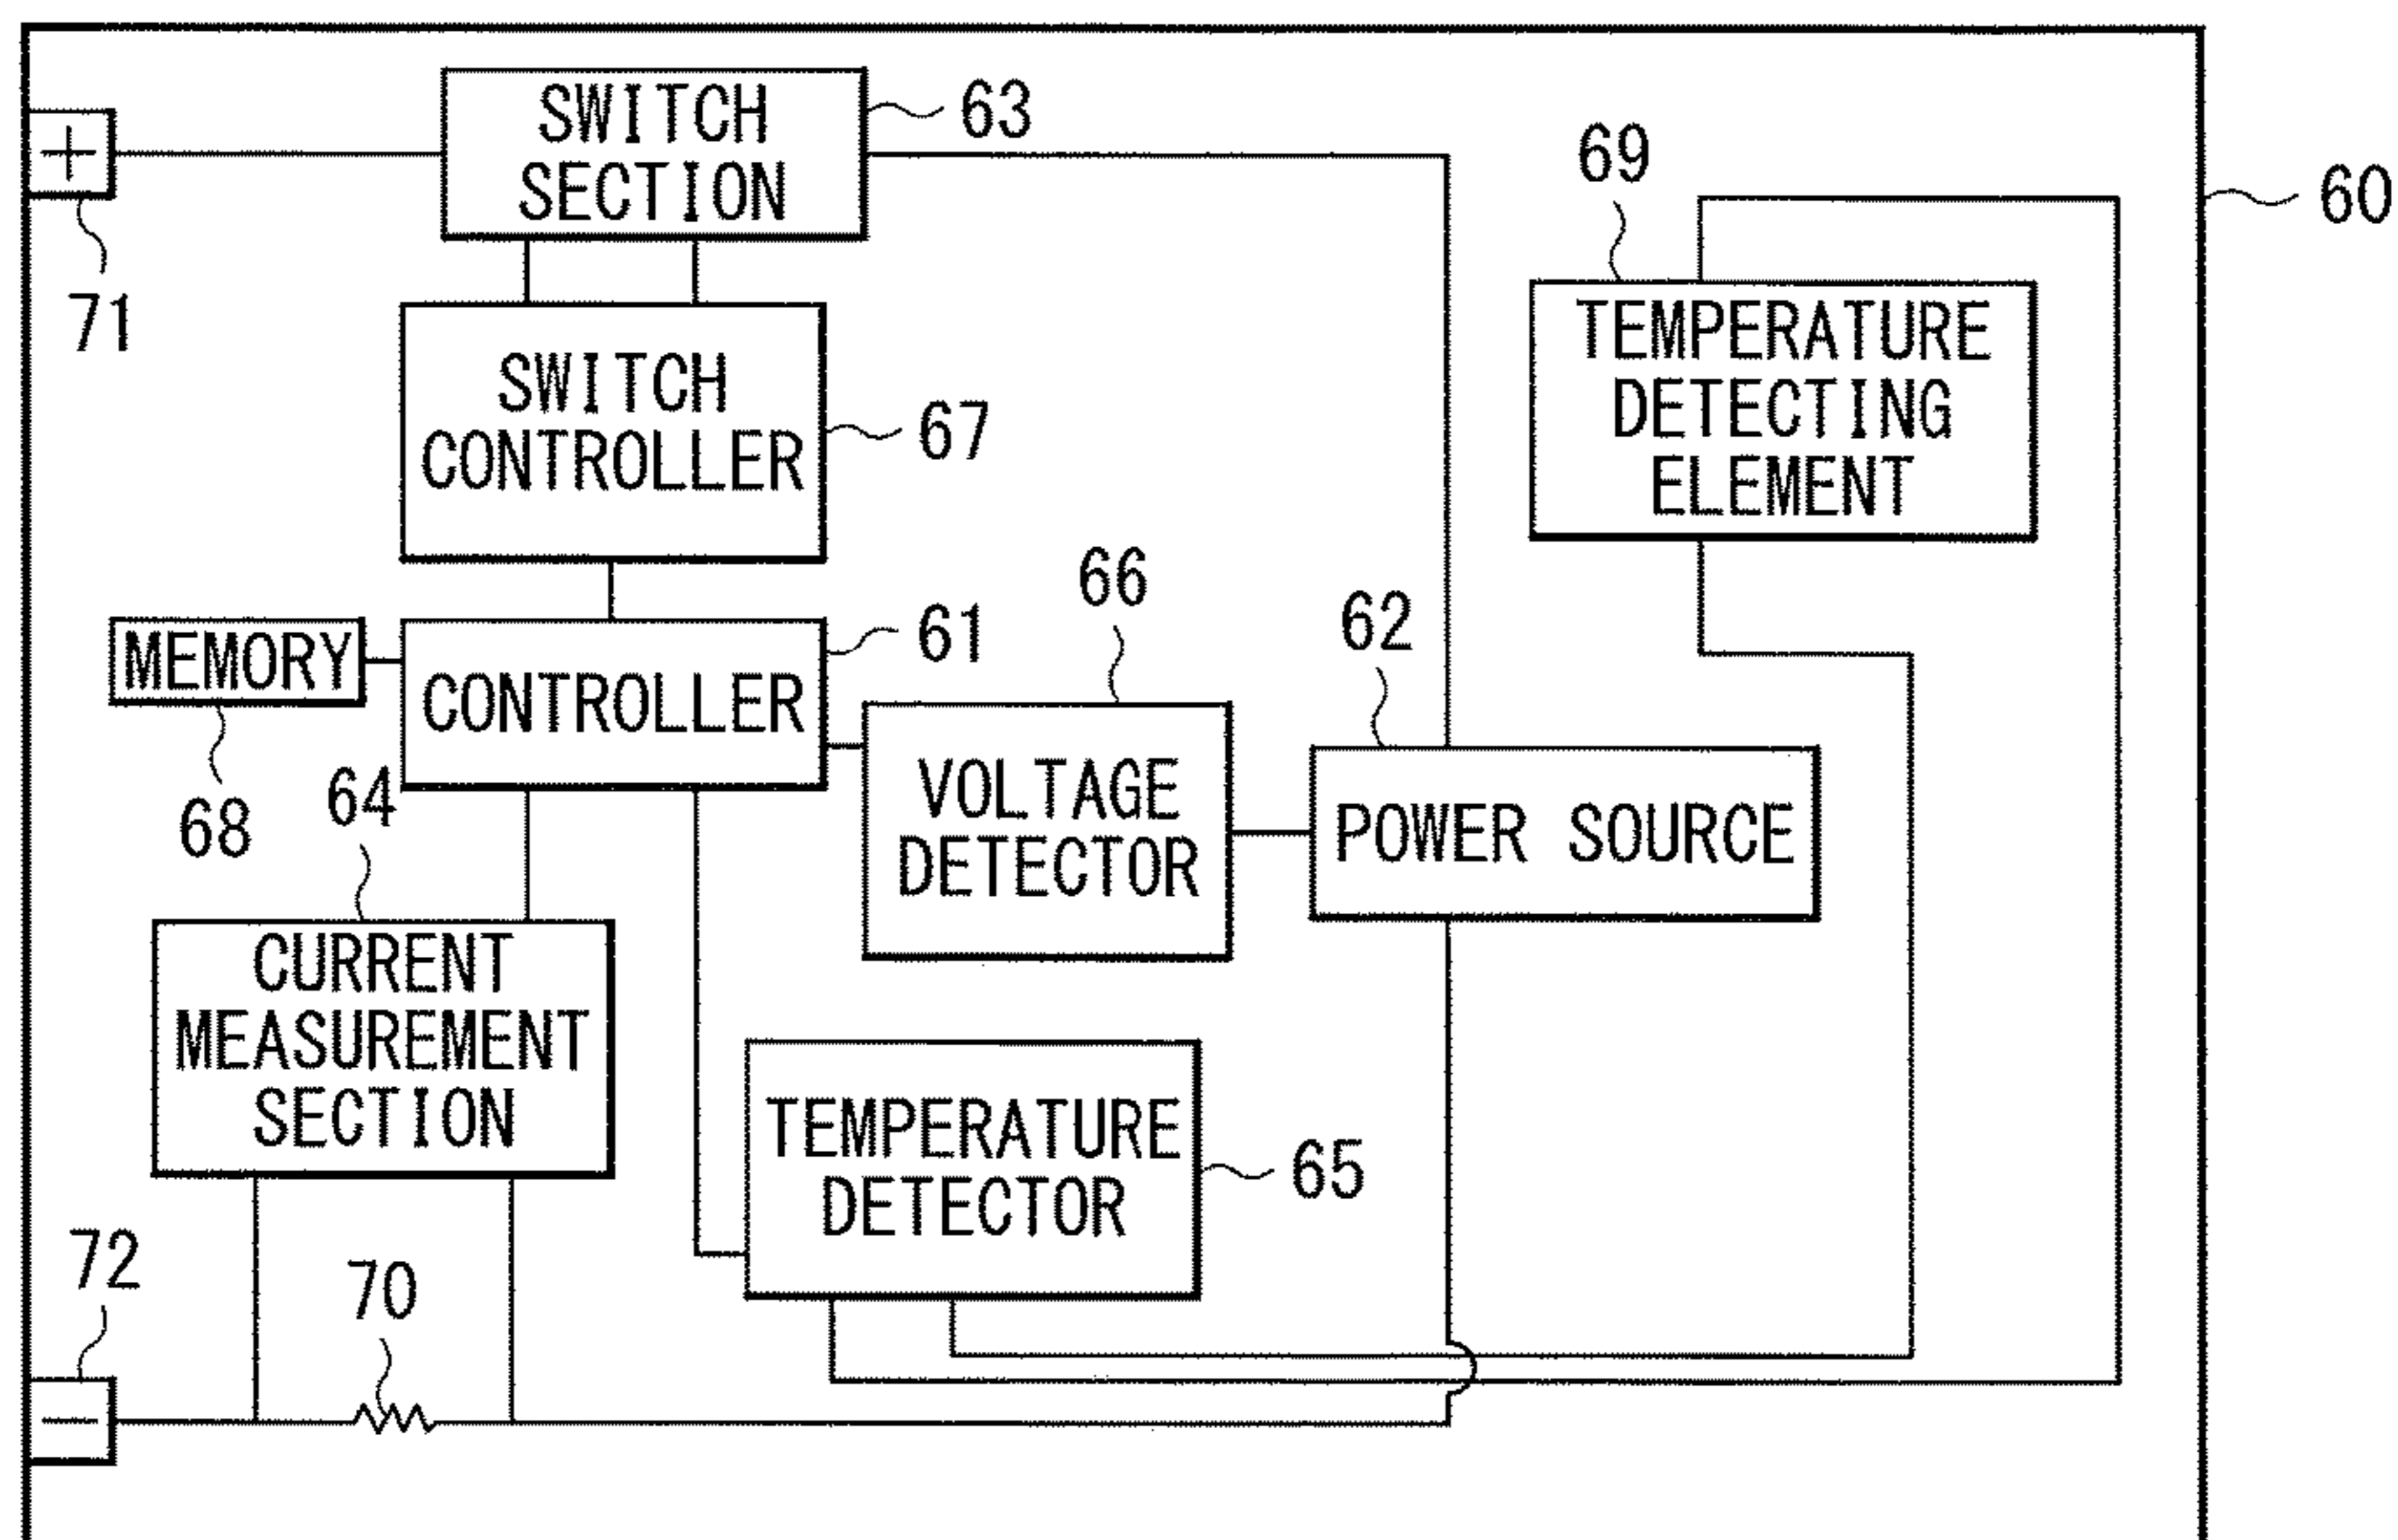 SWITCH
SECTION
63
+
71
69
60
TEMPERATURE
DETECTING
ELEMENT
SWITCH
CONTROLLER
67
66
62
61
MEMORY
CONTROLLER
68
64
VOLTAGE
DETECTOR
POWER SOURCE
CURRENT
MEASUREMENT
SECTION
TEMPERATURE
DETECTOR
65
72
70
−